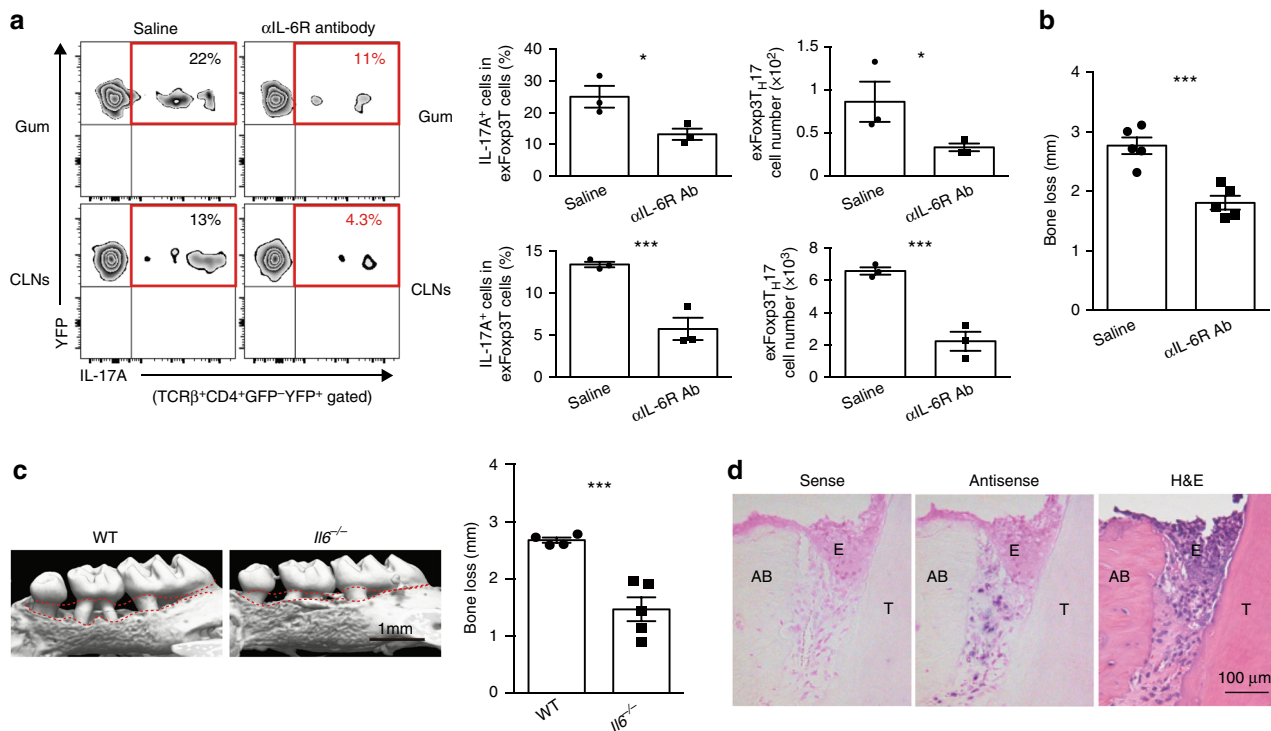 a
Saline
αIL-6R antibody
22%
11%
Gum
Gum
13%
4.3%
CLNs
CLNs
YFP
IL-17A
(TCRβ⁺CD4⁺GFP⁻YFP⁺ gated)
IL-17A⁺ cells in
exFoxp3T cells (%)
40
30
20
10
0
*
Saline
αIL-6R Ab
exFoxp3T_H17
cell number (×10²)
1.5
1
0.5
0
*
Saline
αIL-6R Ab
IL-17A⁺ cells in
exFoxp3T cells (%)
15
10
5
0
***
Saline
αIL-6R Ab
exFoxp3T_H17
cell number (×10³)
8
6
4
2
0
***
Saline
αIL-6R Ab
b
Bone loss (mm)
4
3
2
1
0
***
Saline
αIL-6R Ab
c
WT
Il6⁻/⁻
1mm
Bone loss (mm)
4
3
2
1
0
***
WT
Il6⁻/⁻
d
Sense
Antisense
H&E
E
AB
T
E
AB
T
E
AB
T
100 μm